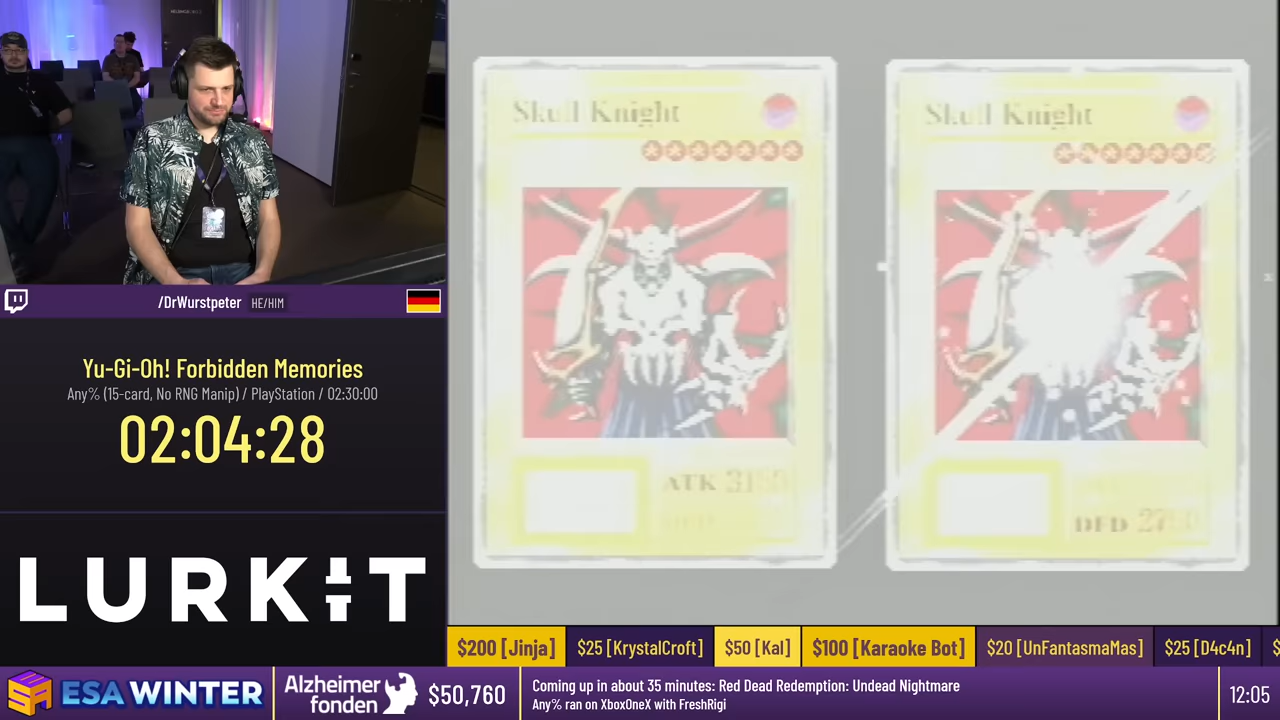 Skull Knight
Skull Knight
ATK
DFD
/DrWurstpeter HE/HIM
Yu-Gi-Oh! Forbidden Memories
Any% (15-card, No RNG Manip) / PlayStation / 02:30:00
02:04:28
LURKIT
$200 [Jinja] $25 [KrystalCroft] $50 [Kal] $100 [Karaoke Bot] $20 [UnFantasmaMas] $25 [D4c4n]
ESA WINTER
Alzheimer
fonden
$50,760
Coming up in about 35 minutes: Red Dead Redemption: Undead Nightmare
Any% ran on XboxOneX with FreshRigi
12:05